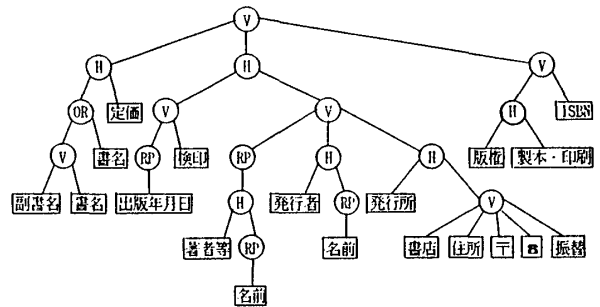 V
H H V
OR 定価 V V H ISBN
V 書名 RP 検印 RP H H 版権 製本・印刷
副書名 書名 出版年月日 H 発行者 RP 発行所 V
著者等 RP 名前 書店 住所 〒 ☎ 振替
名前